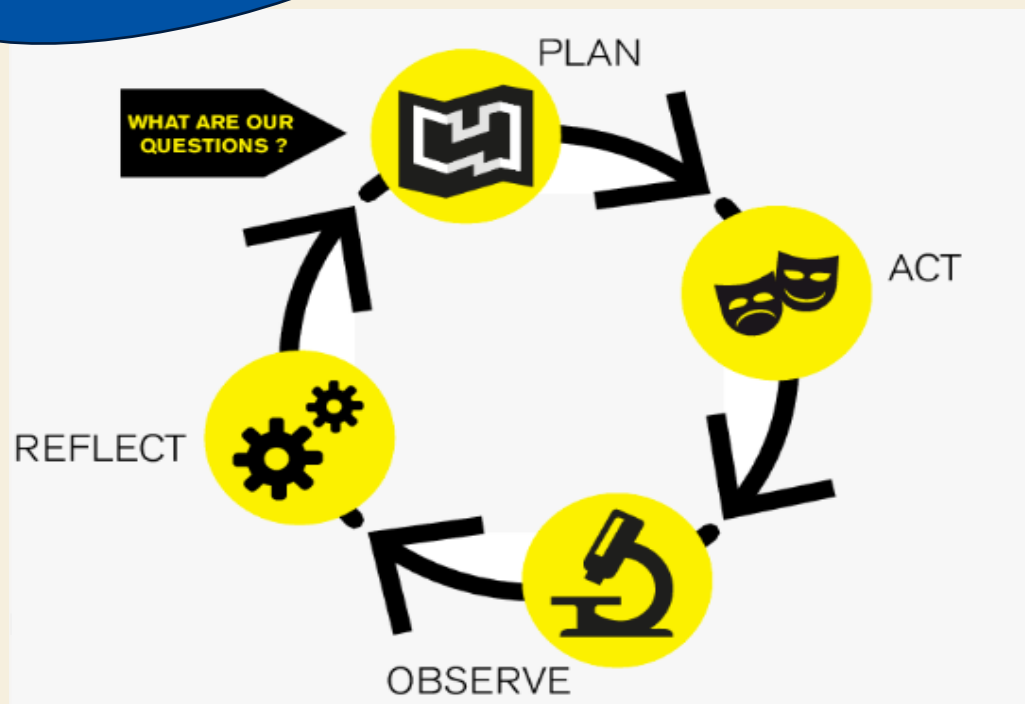 PLAN
WHAT ARE OUR
QUESTIONS ?
ACT
REFLECT
OBSERVE